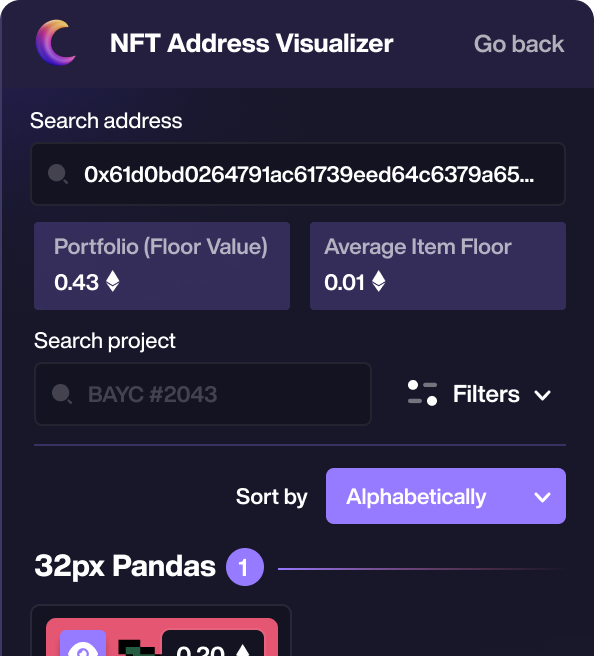 NFT Address Visualizer
Go back
Search address
0x61d0bd0264791ac61739eed64c6379a65...
Portfolio (Floor Value)
0.43
Average Item Floor
0.01
Search project
BAYC #2043
Filters
Sort by
Alphabetically
32px Pandas 1
0.20